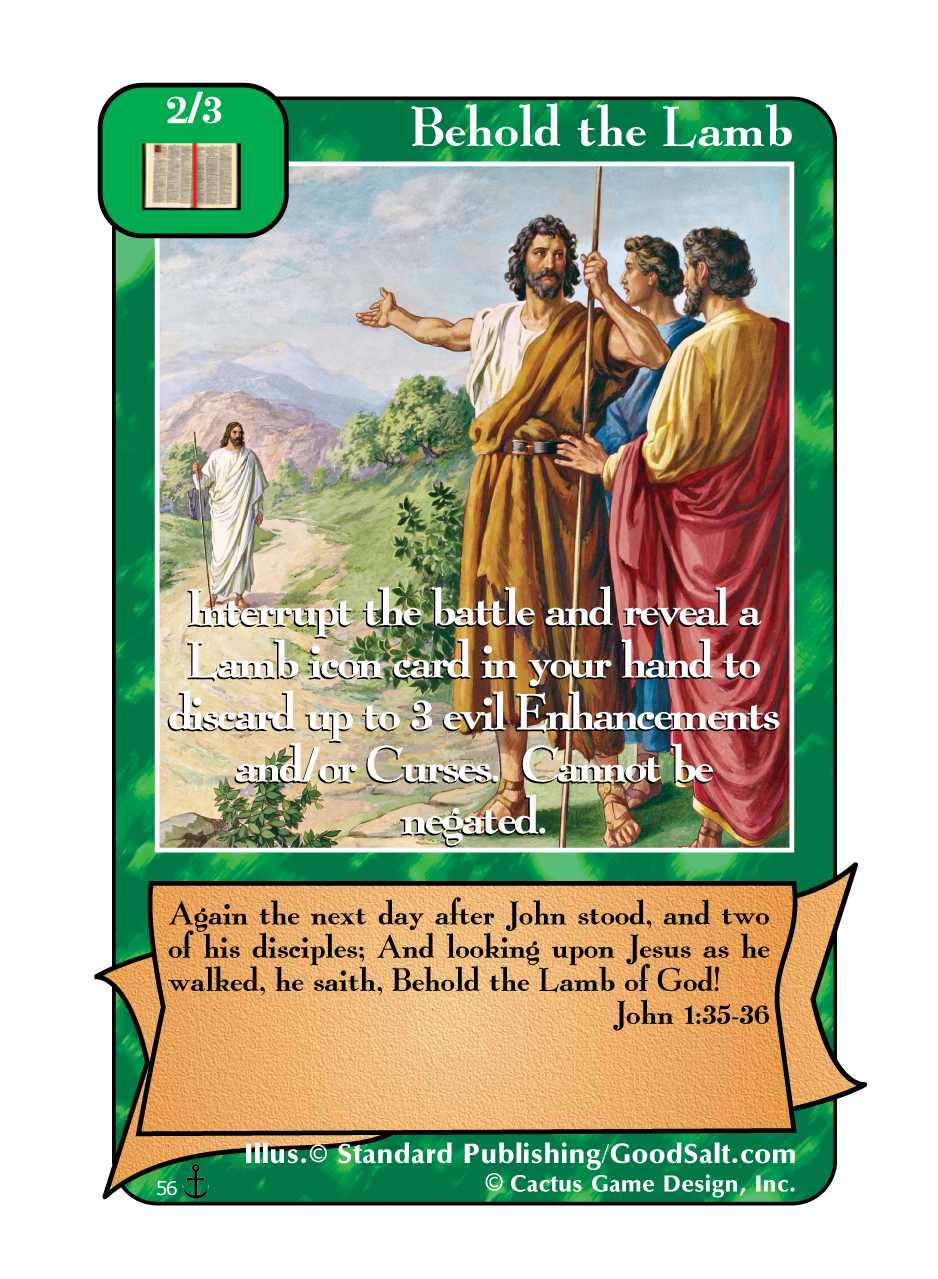 2/3
Behold the Lamb
Interrupt the battle and reveal a
Lamb icon card in your hand to
discard up to 3 evil Enhancements
and/or Curses.  Cannot be
negated.
Again the next day after John stood, and two
of his disciples; And looking upon Jesus as he
walked, he saith, Behold the Lamb of God!
John 1:35-36
Illus.© Standard Publishing/GoodSalt.com
56
© Cactus Game Design, Inc.